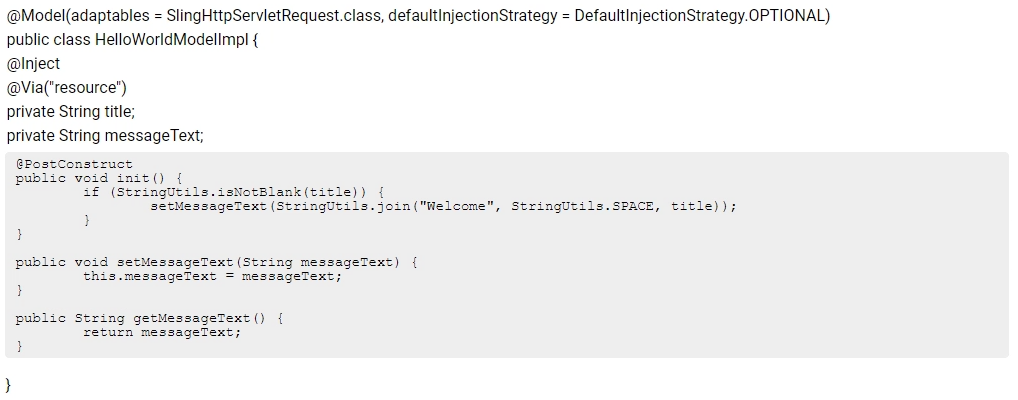 @Model(adaptables = SlingHttpServletRequest.class, defaultInjectionStrategy = DefaultInjectionStrategy.OPTIONAL)
public class HelloWorldModelImpl {
@Inject
@Via("resource")
private String title;
private String messageText;
@PostConstruct
public void init() {
if (StringUtils.isNotBlank(title)) {
setMessageText(StringUtils.join("Welcome", StringUtils.SPACE, title));
}
}
public void setMessageText(String messageText) {
this.messageText = messageText;
}
public String getMessageText() {
return messageText;
}
}